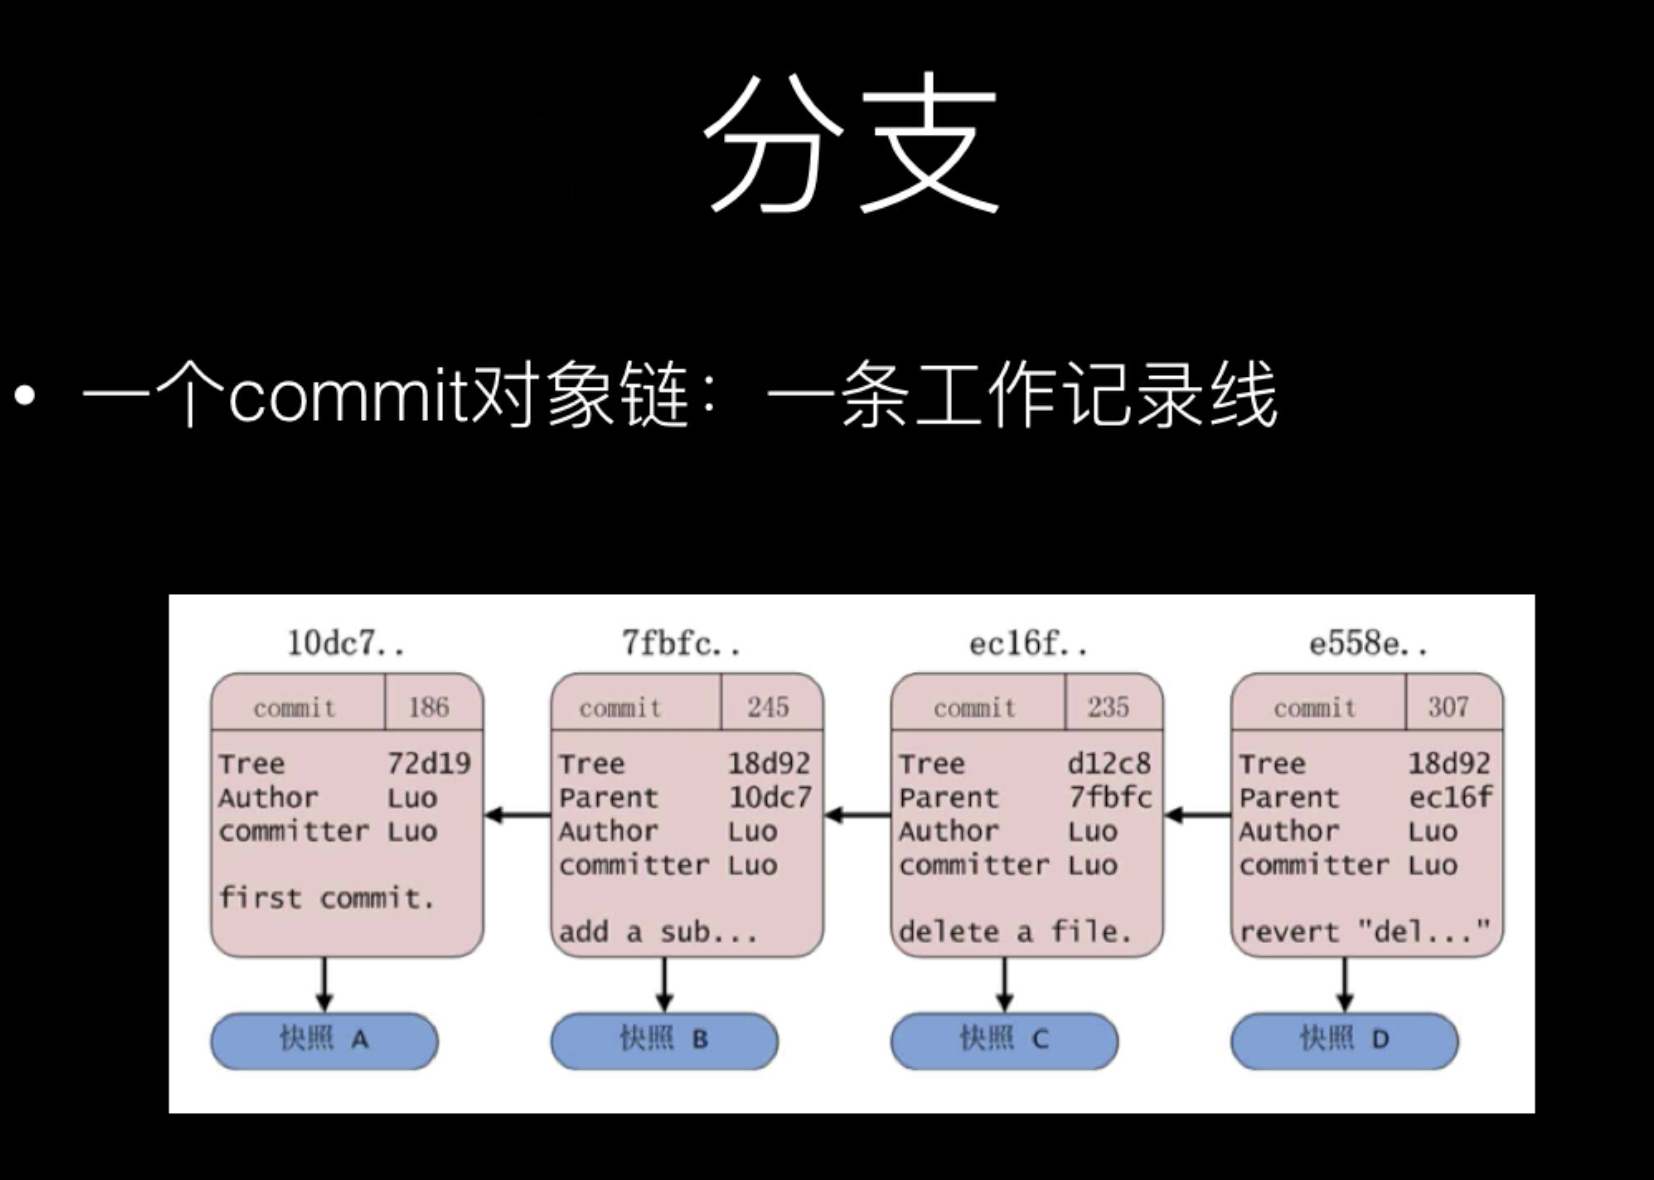 分支
• 一个commit对象链：一条工作记录线
10dc7.. 7fbfc.. ec16f.. e558e..
commit 186 commit 245 commit 235 commit 307
Tree 72d19 Tree 18d92 Tree d12c8 Tree 18d92
Author Luo Parent 10dc7 Parent 7fbfc Parent ec16f
committer Luo Author Luo Author Luo Author Luo
committer Luo committer Luo committer Luo
first commit.
add a sub... delete a file. revert "del..."
快照 A 快照 B 快照 C 快照 D